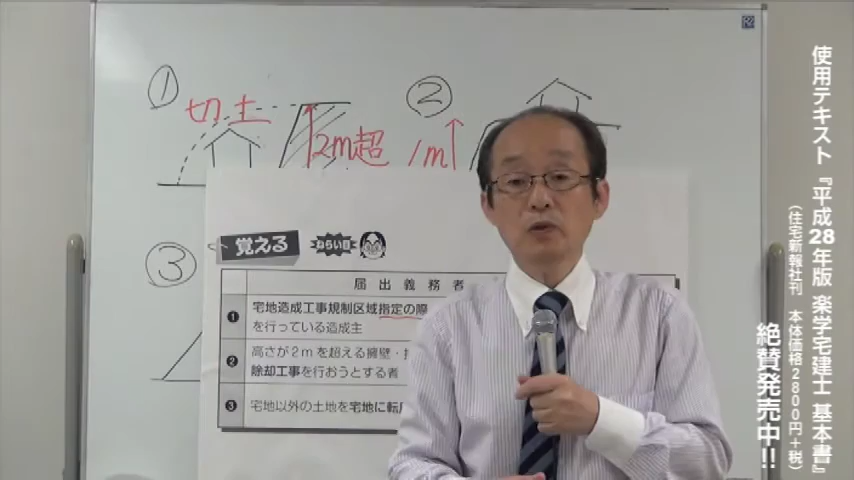 ①
切土
2m超
②
1m
③
覚える
ねらい目
届出義務者
❶ 宅地造成工事規制区域指定の際
を行っている造成主
❷ 高さが2mを超える擁壁・
除却工事を行おうとする者
❸ 宅地以外の土地を宅地に転
使用テキスト『平成28年版 楽学宅建士 基本書』
(住宅新報社刊 本体価格2800円+税)
絶賛発売中!!